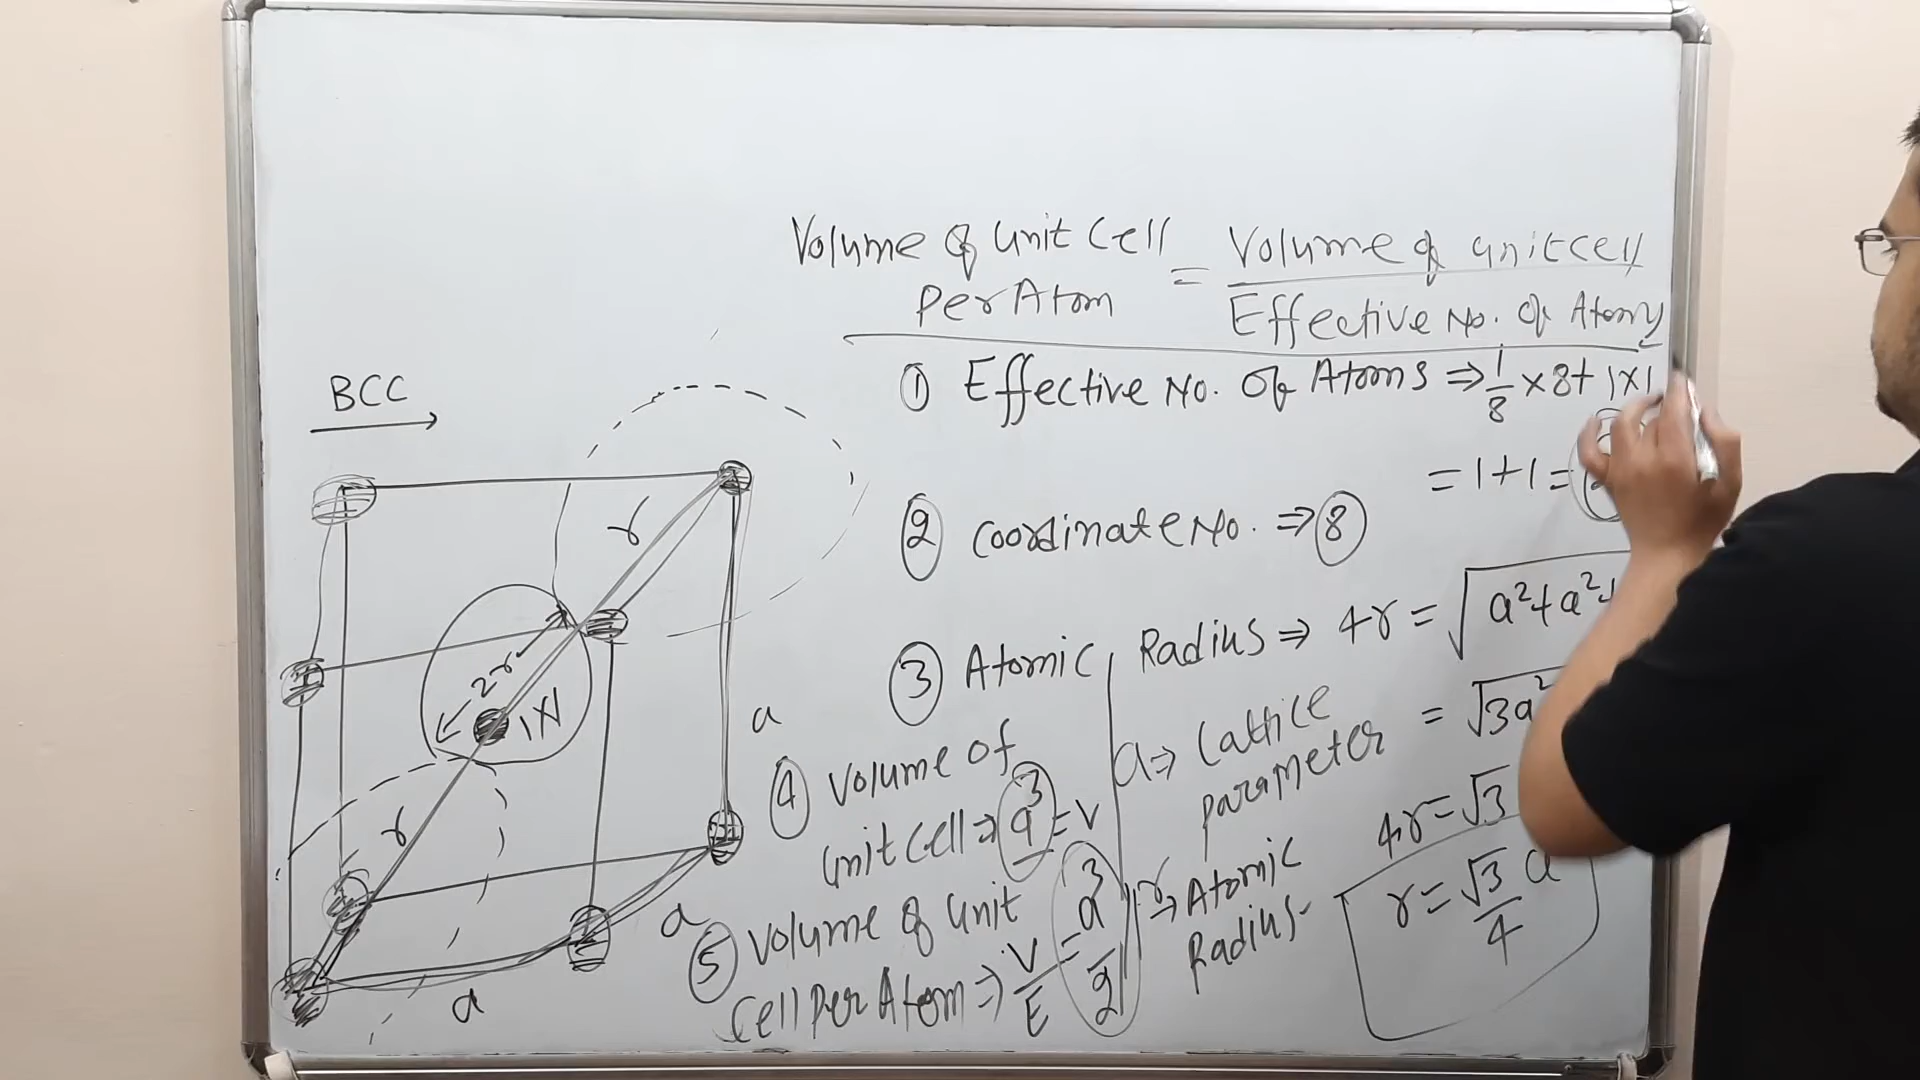 Volume of Unit Cell Per Atom = Volume of unitcell / Effective No. of Atoms
① Effective No. of Atoms ⇒ 1/8 × 8 + 1×1
= 1+1 =
② Coordinate No. ⇒ 8
③ Atomic Radius ⇒ 4r = √a²+a²+
= √3a²
4r = √3
r = √3/4 a
a ⇒ Lattice
parameter
r ⇒ Atomic
Radius
④ Volume of
unit Cell ⇒ a³ = V
⑤ Volume of Unit
Cell Per Atom ⇒ V/E = a³/2
BCC
r
2r
1×1
r
a
a
a